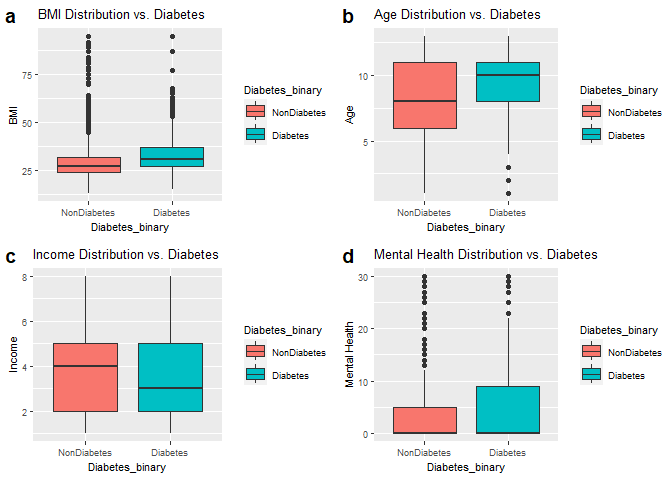 a
BMI Distribution vs. Diabetes
75
50
25
BMI
NonDiabetes Diabetes
Diabetes_binary
Diabetes_binary
NonDiabetes
Diabetes
b
Age Distribution vs. Diabetes
10
5
Age
NonDiabetes Diabetes
Diabetes_binary
Diabetes_binary
NonDiabetes
Diabetes
c
Income Distribution vs. Diabetes
8
6
4
2
Income
NonDiabetes Diabetes
Diabetes_binary
Diabetes_binary
NonDiabetes
Diabetes
d
Mental Health Distribution vs. Diabetes
30
20
10
0
Mental Health
NonDiabetes Diabetes
Diabetes_binary
Diabetes_binary
NonDiabetes
Diabetes